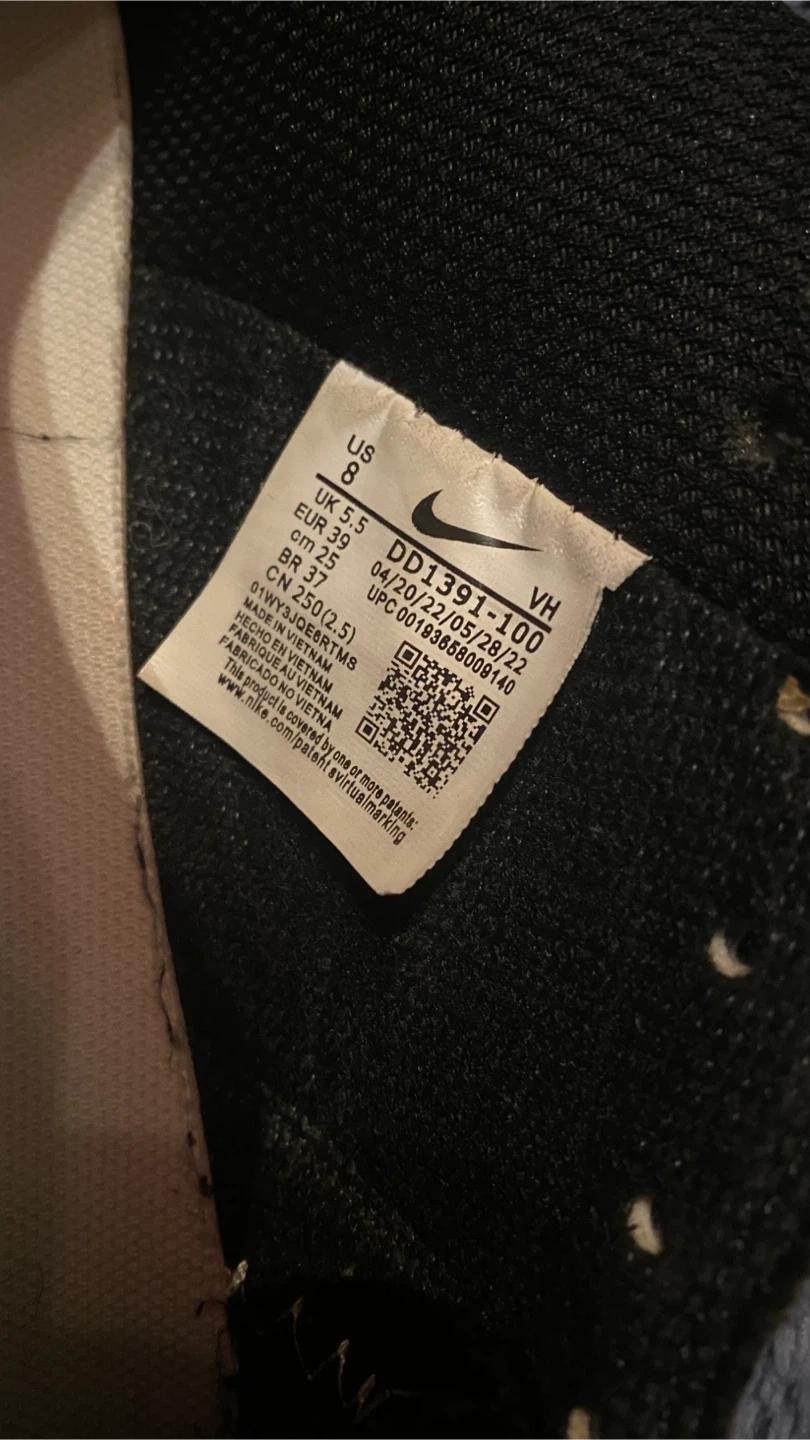 US
8
UK 5.5
EUR 39
cm 25
BR 37
CN 250(2.5)
01WY3JQE6RTMS
MADE IN VIETNAM
HECHO EN VIETNAM
FABRIQUE AU VIETNAM
FABRICADO NO VIETNA
VH
DD1391-100
04/20/22/05/28/22
UPC 00193658009140
This product is covered by one or more patents:
www.nike.com/patentsvirtualmarking